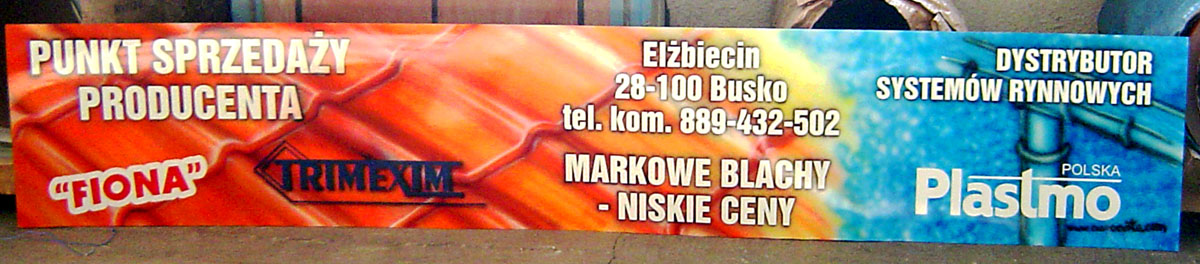 PUNKT SPRZEDAŻY
PRODUCENTA
"FIONA"
TRIMEXIM
Elżbiecin
28-100 Busko
tel. kom. 889-432-502
MARKOWE BLACHY
- NISKIE CENY
DYSTRYBUTOR
SYSTEMÓW RYNNOWYCH
Plastmo
POLSKA